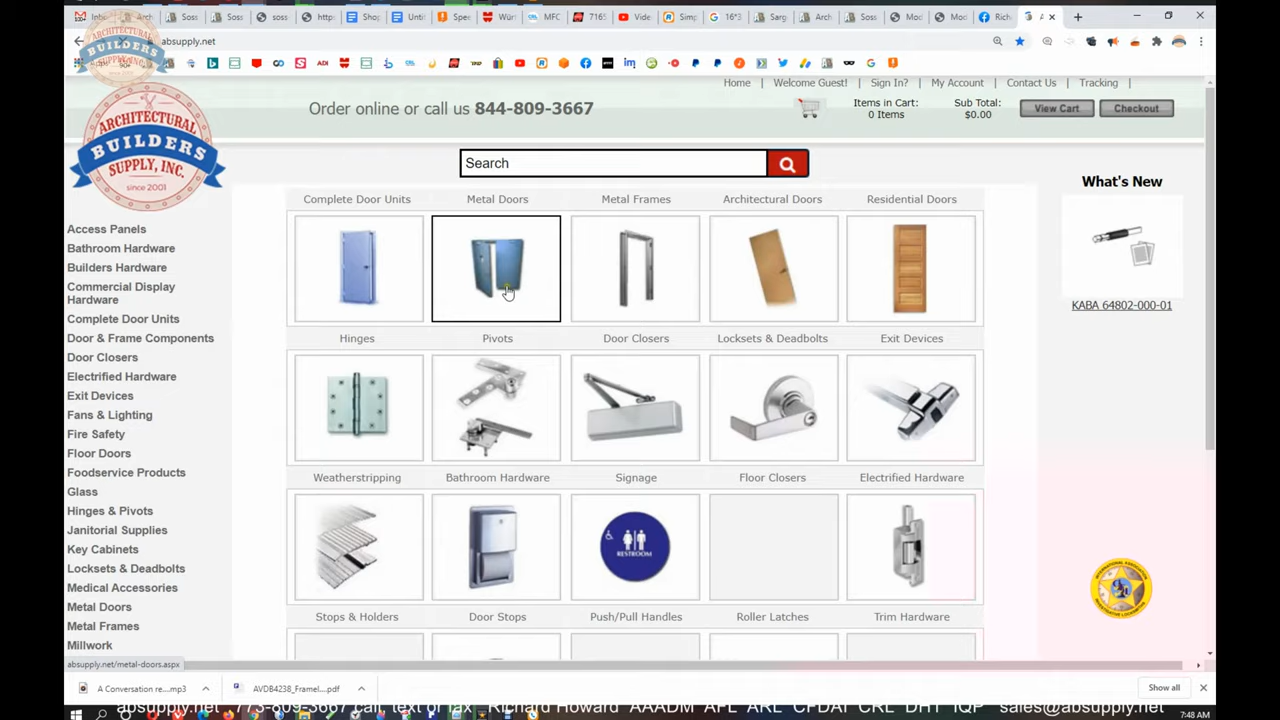 absupply.net
Home
Welcome Guest!
Sign In?
My Account
Contact Us
Tracking
Order online or call us 844-809-3667
Items in Cart:
0 Items
Sub Total:
$0.00
View Cart
Checkout
ARCHITECTURAL
BUILDERS
SUPPLY, INC.
since 2001
Search
What's New
KABA 64802-000-01
Access Panels
Bathroom Hardware
Builders Hardware
Commercial Display
Hardware
Complete Door Units
Door & Frame Components
Door Closers
Electrified Hardware
Exit Devices
Fans & Lighting
Fire Safety
Floor Doors
Foodservice Products
Glass
Hinges & Pivots
Janitorial Supplies
Key Cabinets
Locksets & Deadbolts
Medical Accessories
Metal Doors
Metal Frames
Millwork
Complete Door Units
Metal Doors
Metal Frames
Architectural Doors
Residential Doors
Hinges
Pivots
Door Closers
Locksets & Deadbolts
Exit Devices
Weatherstripping
Bathroom Hardware
Signage
Floor Closers
Electrified Hardware
RESTROOM
Stops & Holders
Door Stops
Push/Pull Handles
Roller Latches
Trim Hardware
absupply.net/metal-doors.aspx
A Conversation re....mp3
AVDB4238_Framel....pdf
Show all
absupply.net 773-809-3667 call, text or fax Richard Howard AAADM AFL ARL CFDAI CRL DHT IQP sales@absupply.net
7:48 AM